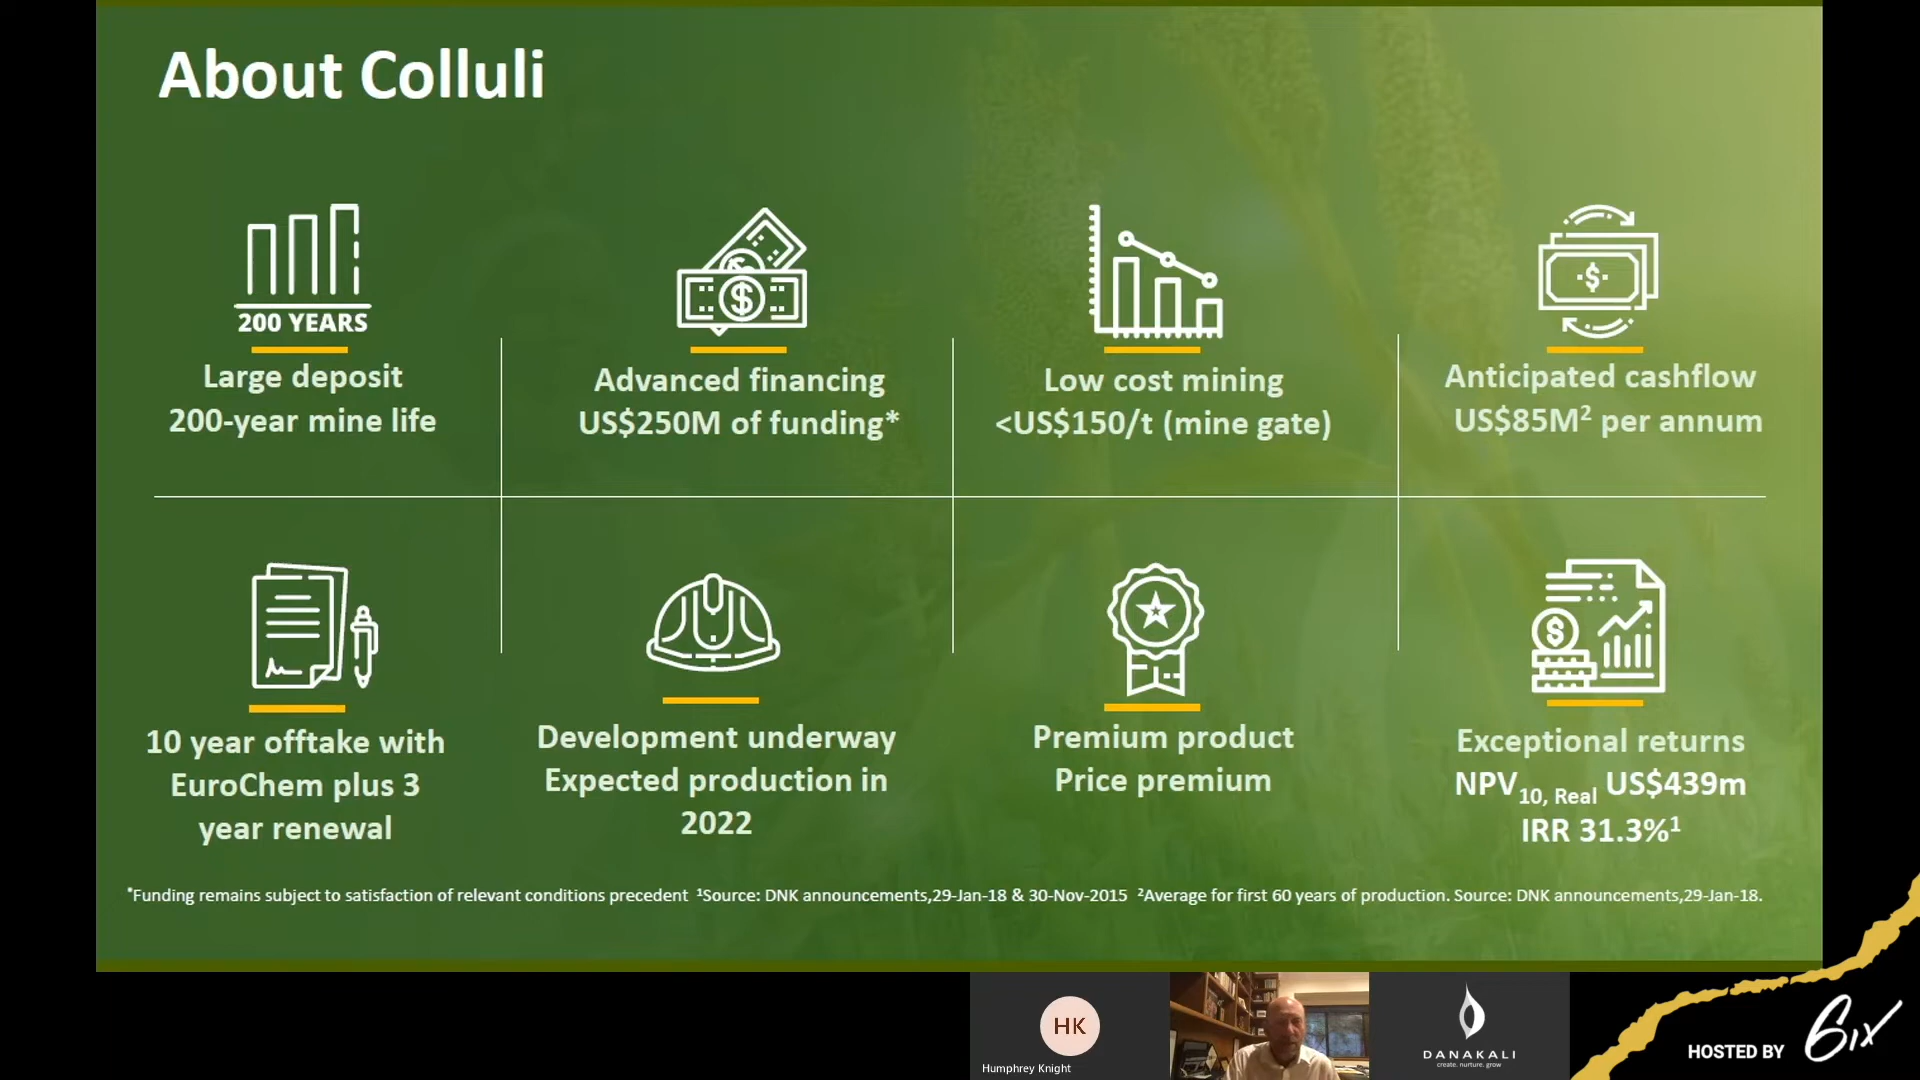 About Colluli
200 YEARS
Large deposit
200-year mine life
Advanced financing
US$250M of funding*
Low cost mining
<US$150/t (mine gate)
Anticipated cashflow
US$85M² per annum
10 year offtake with
EuroChem plus 3
year renewal
Development underway
Expected production in
2022
Premium product
Price premium
Exceptional returns
NPV10, Real US$439m
IRR 31.3%¹
*Funding remains subject to satisfaction of relevant conditions precedent ¹Source: DNK announcements,29-Jan-18 & 30-Nov-2015 ²Average for first 60 years of production. Source: DNK announcements,29-Jan-18.
HK
Humphrey Knight
DANAKALI
create. nurture. grow
HOSTED BY 6ix